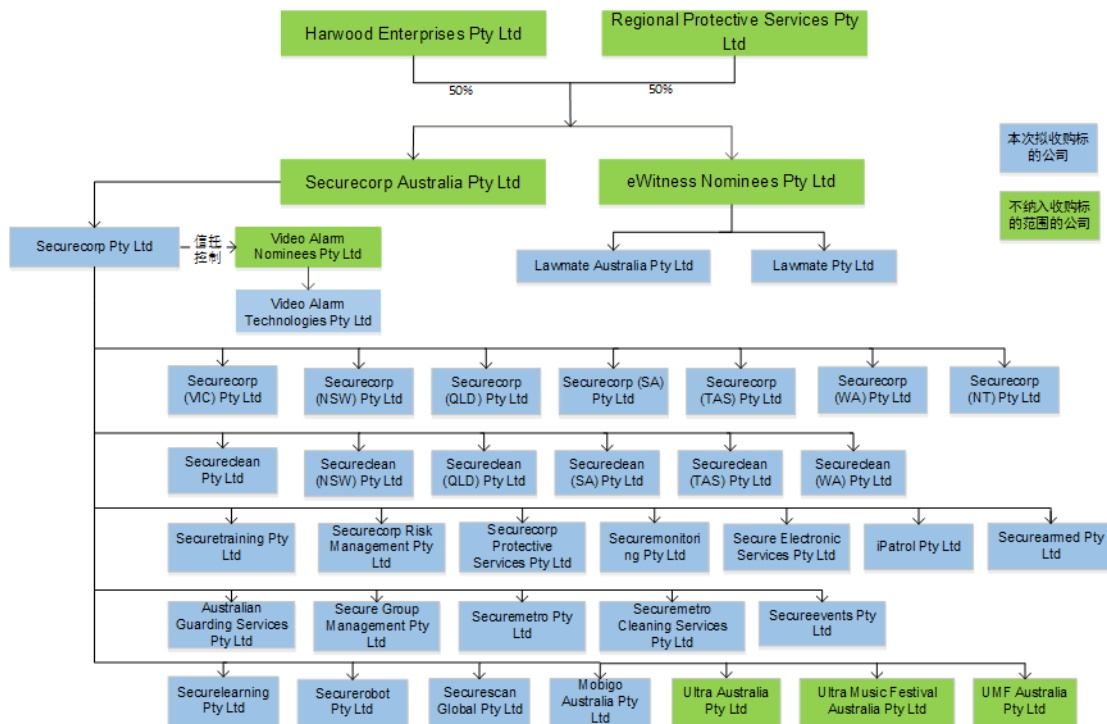 Harwood Enterprises Pty Ltd
Regional Protective Services Pty
Ltd
50%
50%
本次拟收购标
的公司
Securecorp Australia Pty Ltd
eWitness Nominees Pty Ltd
不纳入收购标
的范围的公司
Securecorp Pty Ltd
信托
控制
Video Alarm
Nominees Pty Ltd
Lawmate Australia Pty Ltd
Lawmate Pty Ltd
Video Alarm
Technologies Pty Ltd
Securecorp
(VIC) Pty Ltd
Securecorp
(NSW) Pty Ltd
Securecorp
(QLD) Pty Ltd
Securecorp (SA)
Pty Ltd
Securecorp
(TAS) Pty Ltd
Securecorp
(WA) Pty Ltd
Securecorp
(NT) Pty Ltd
Secureclean
Pty Ltd
Secureclean
(NSW) Pty Ltd
Secureclean
(QLD) Pty Ltd
Secureclean
(SA) Pty Ltd
Secureclean
(TAS) Pty Ltd
Secureclean
(WA) Pty Ltd
Securetraining Pty
Ltd
Securecorp Risk
Management Pty
Ltd
Securecorp
Protective
Services Pty Ltd
Securemonitori
ng Pty Ltd
Secure Electronic
Services Pty Ltd
iPatrol Pty Ltd
Securearmed Pty
Ltd
Australian
Guarding Services
Pty Ltd
Secure Group
Management Pty
Ltd
Securemetro Pty
Ltd
Securemetro
Cleaning Services
Pty Ltd
Secureevents Pty
Ltd
Securelearning
Pty Ltd
Securerobot
Pty Ltd
Securescan
Global Pty Ltd
Mobigo
Australia Pty
Ltd
Ultra Australia
Pty Ltd
Ultra Music Festival
Australia Pty Ltd
UMF Australia
Pty Ltd